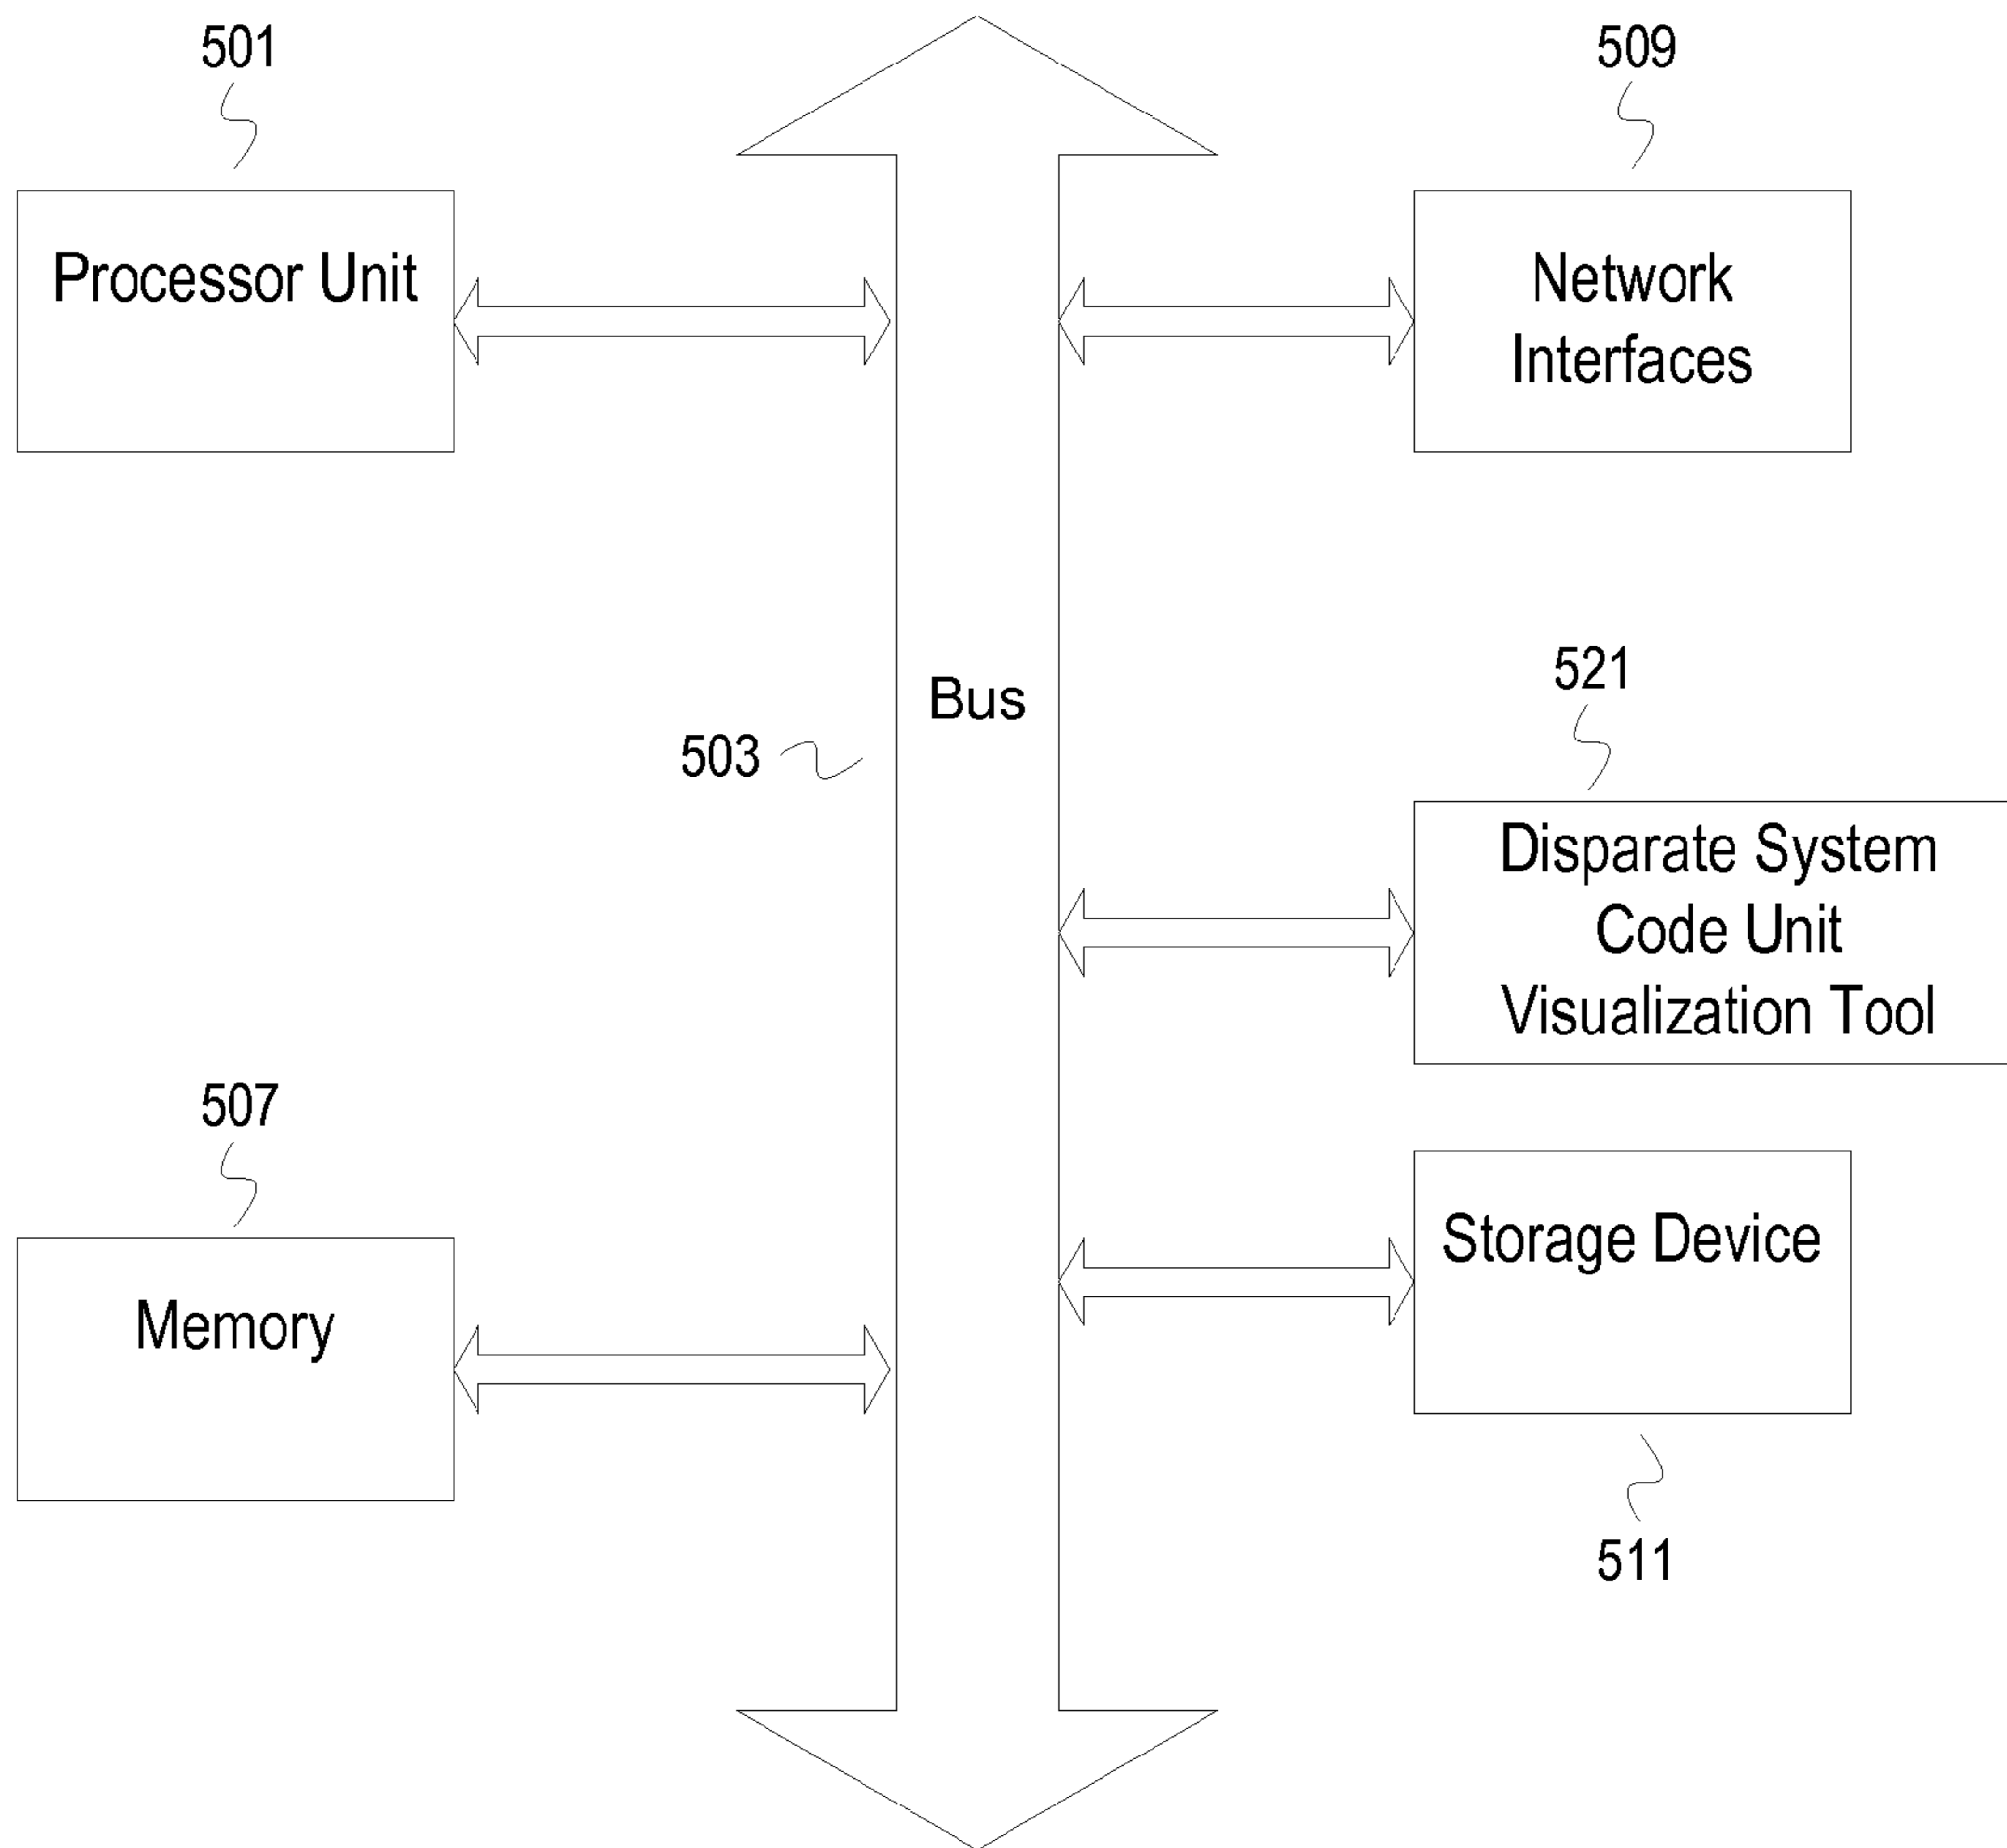 501
509
Processor Unit
Network
Interfaces
Bus
503
521
Disparate System
Code Unit
Visualization Tool
507
Memory
Storage Device
511